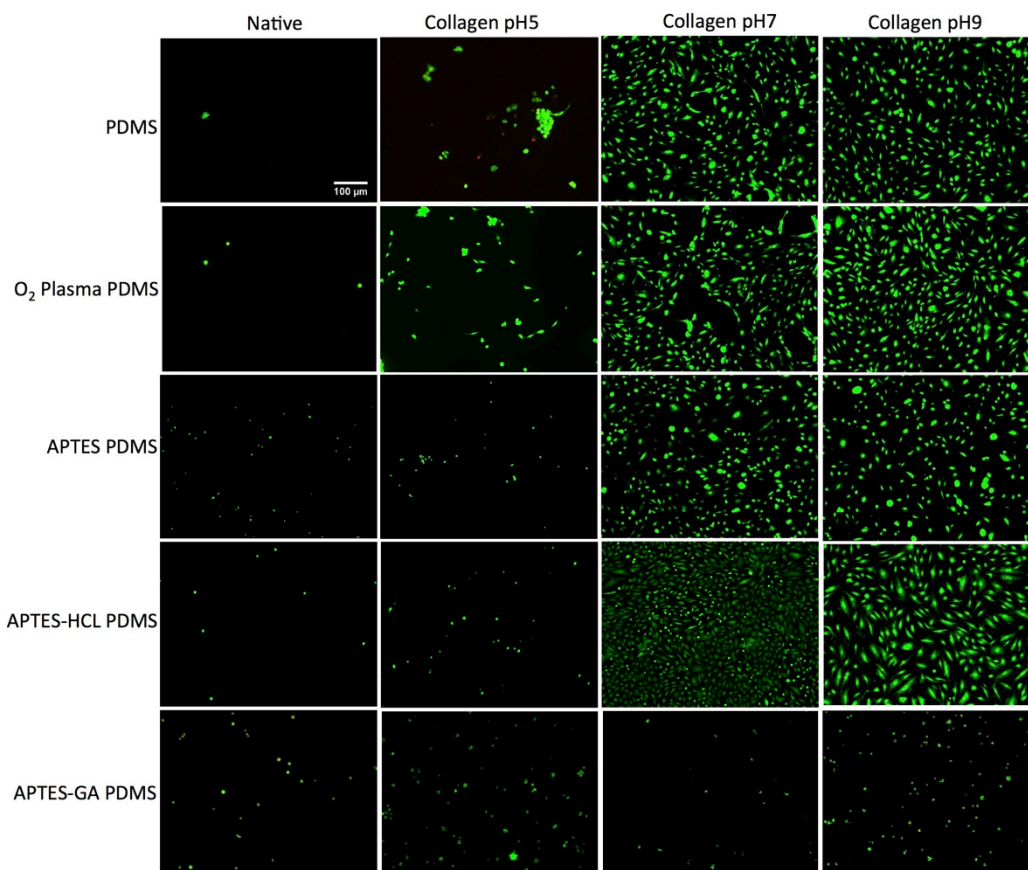 Native
Collagen pH5
Collagen pH7
Collagen pH9
PDMS
100 µm
O₂ Plasma PDMS
APTES PDMS
APTES-HCL PDMS
APTES-GA PDMS